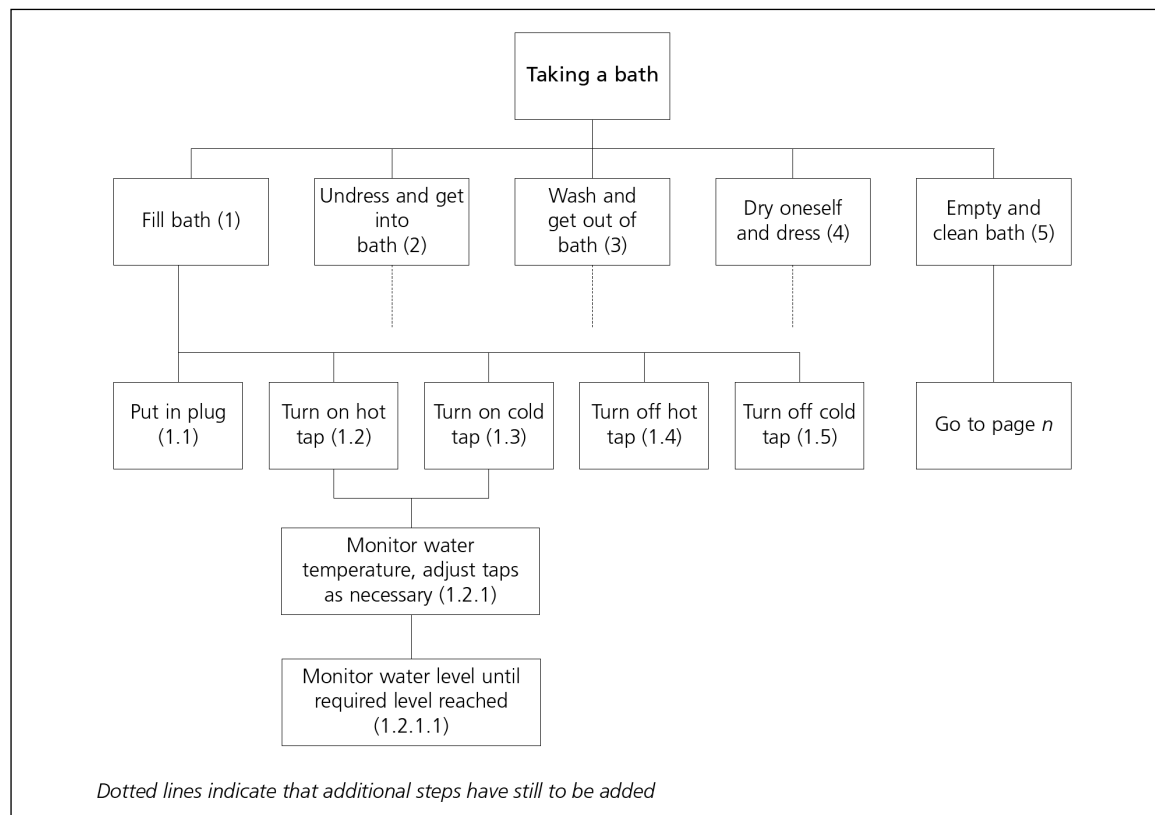 Taking a bath
Fill bath (1)
Undress and get
into
bath (2)
Wash and
get out of
bath (3)
Dry oneself
and dress (4)
Empty and
clean bath (5)
Put in plug
(1.1)
Turn on hot
tap (1.2)
Turn on cold
tap (1.3)
Turn off hot
tap (1.4)
Turn off cold
tap (1.5)
Go to page n
Monitor water
temperature, adjust taps
as necessary (1.2.1)
Monitor water level until
required level reached
(1.2.1.1)
Dotted lines indicate that additional steps have still to be added